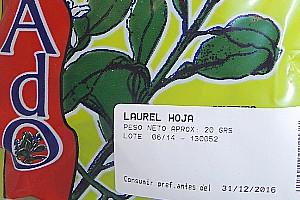 Ado
LAUREL HOJA
PESO NETO APROX: 20 GRS
LOTE 06/14 - 130052
Consumir pref.antes del 31/12/2016